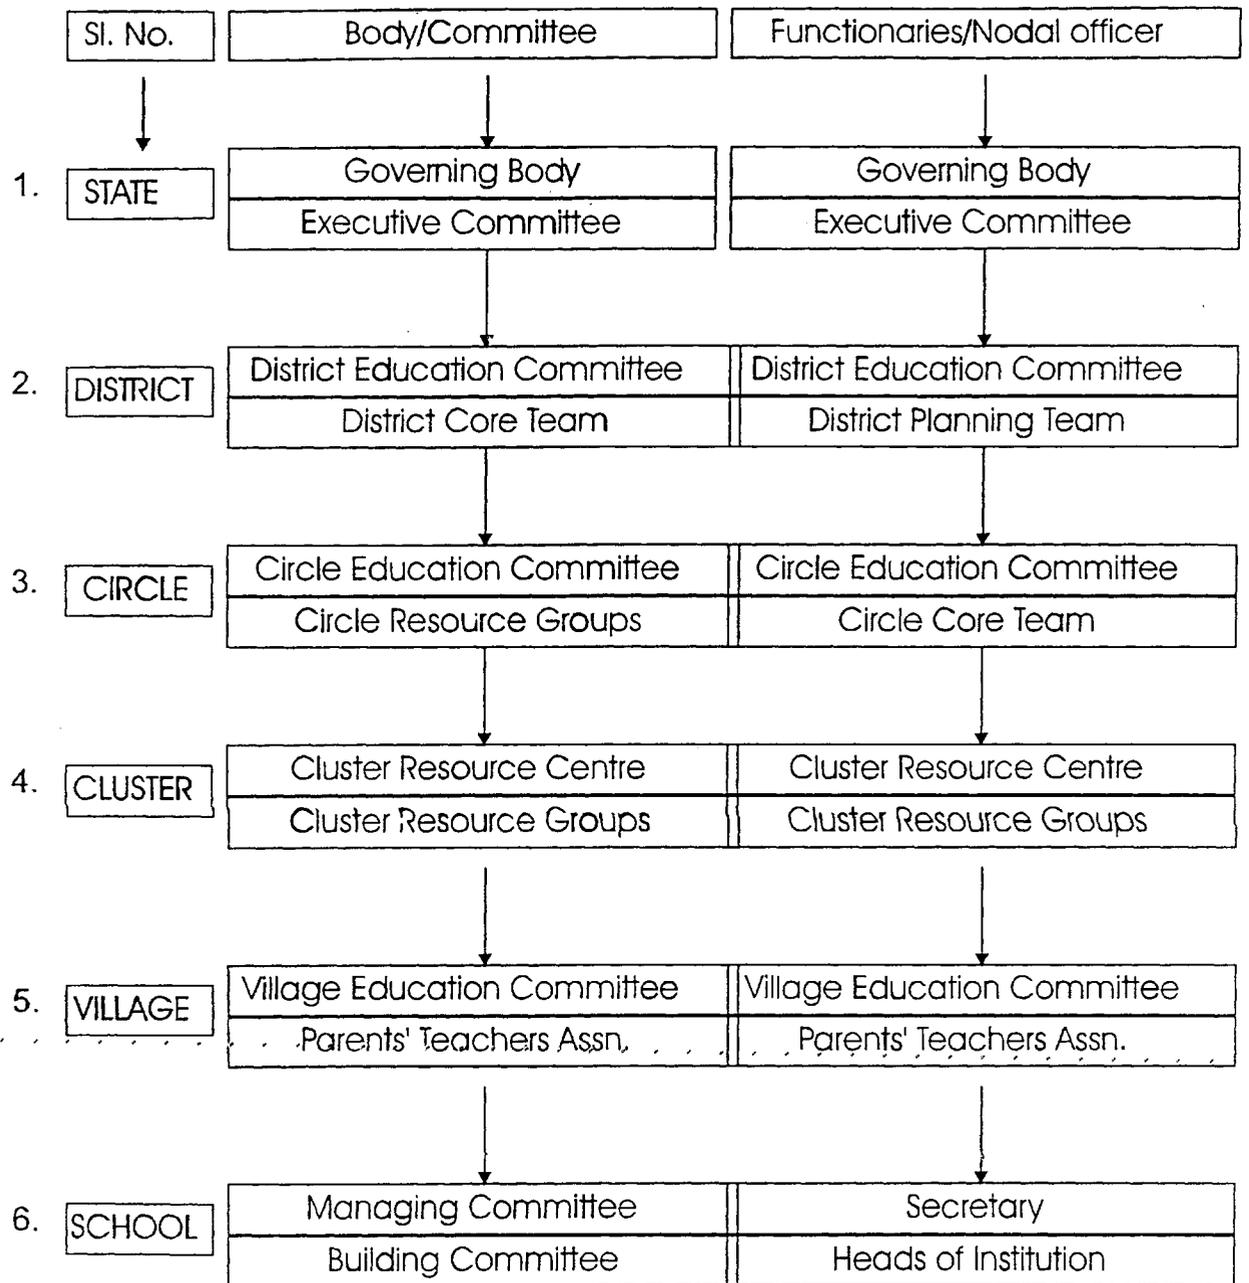 Sl. No. Body/Committee Functionaries/Nodal officer
Governing Body Governing Body
1. STATE
Executive Committee Executive Committee
District Education Committee District Education Committee
2. DISTRICT
District Core Team District Planning Team
Circle Education Committee Circle Education Committee
3. CIRCLE
Circle Resource Groups Circle Core Team
Cluster Resource Centre Cluster Resource Centre
4. CLUSTER
Cluster Resource Groups Cluster Resource Groups
Village Education Committee Village Education Committee
5. VILLAGE
Parents' Teachers Assn. Parents' Teachers Assn.
Managing Committee Secretary
6. SCHOOL
Building Committee Heads of Institution